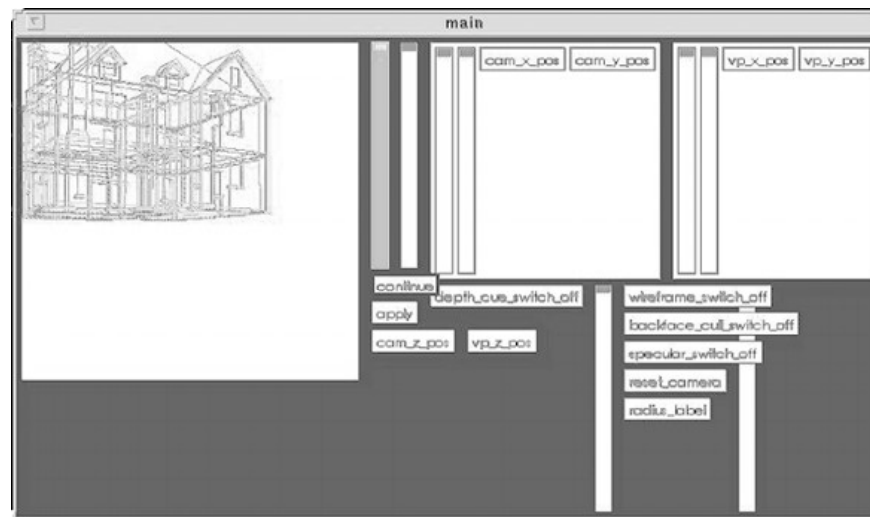 main
cam_x_pos cam_y_pos vp_x_pos vp_y_pos
continue
depth_cue_switch_off wireframe_switch_off
apply
backface_cull_switch_off
cam_z_pos vp_z_pos
specular_switch_off
reset_camera
radius_label